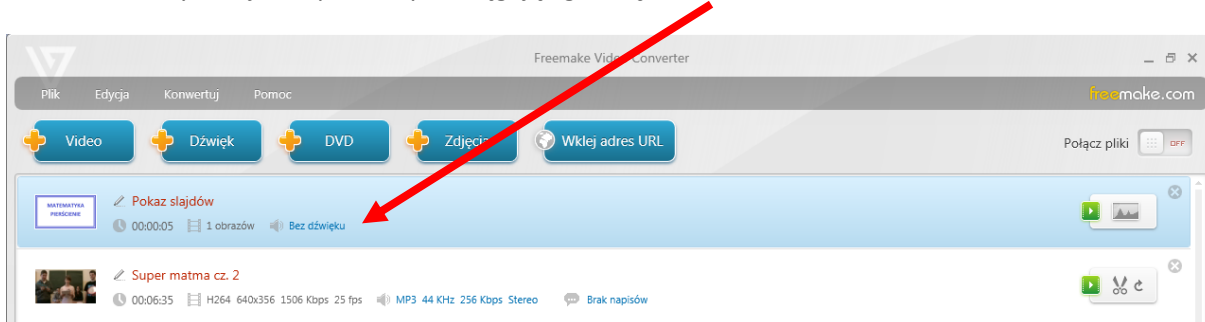 Freemake Video Converter
Plik Edycja Konwertuj Pomoc freemake.com
Video Dźwięk DVD Zdjęcia Wklej adres URL Połącz pliki OFF
MATEMATYKA
PIERŚCIENIE
Pokaz slajdów
00:00:05 1 obrazów Bez dźwięku
Super matma cz. 2
00:06:35 H264 640x356 1506 Kbps 25 fps MP3 44 KHz 256 Kbps Stereo Brak napisów